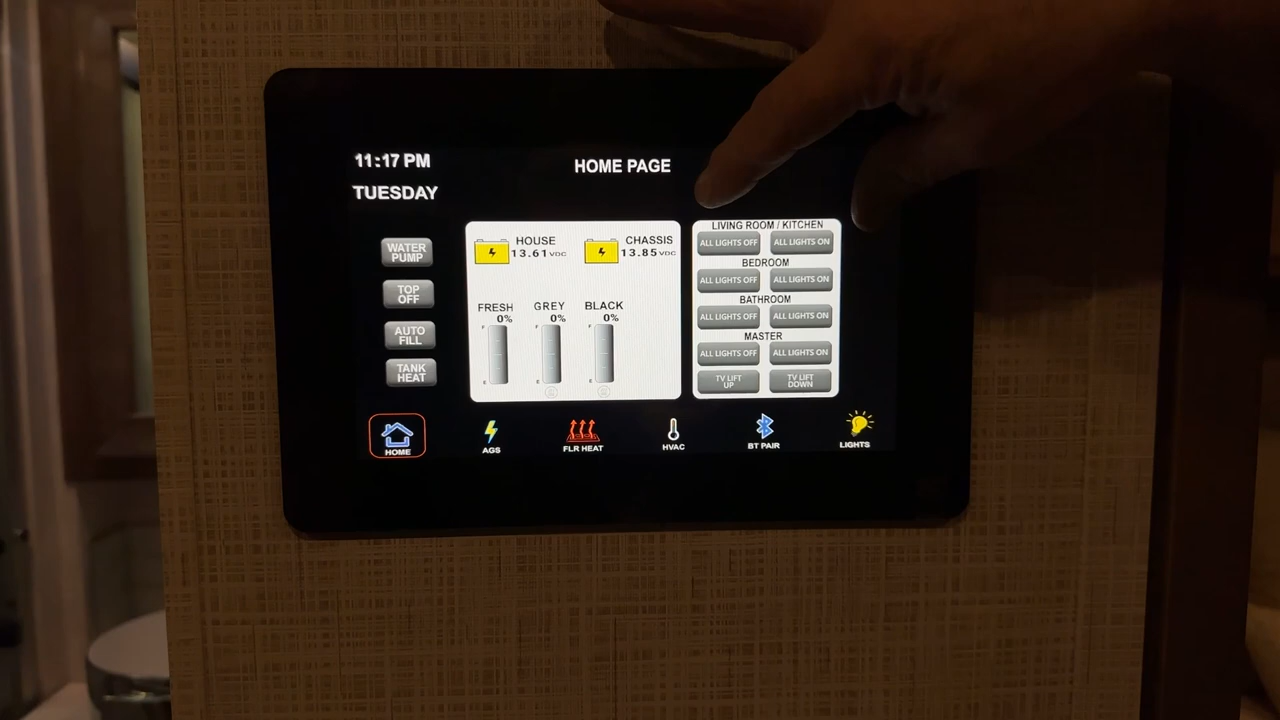 11:17 PM
TUESDAY
HOME PAGE
WATER
PUMP
TOP
OFF
AUTO
FILL
TANK
HEAT
HOUSE
13.61 VDC
CHASSIS
13.85 VDC
FRESH
0%
GREY
0%
BLACK
0%
F
E
F
E
F
E
LIVING ROOM / KITCHEN
ALL LIGHTS OFF
ALL LIGHTS ON
BEDROOM
ALL LIGHTS OFF
ALL LIGHTS ON
BATHROOM
ALL LIGHTS OFF
ALL LIGHTS ON
MASTER
ALL LIGHTS OFF
ALL LIGHTS ON
TV LIFT
UP
TV LIFT
DOWN
HOME
AGS
FLR HEAT
HVAC
BT PAIR
LIGHTS